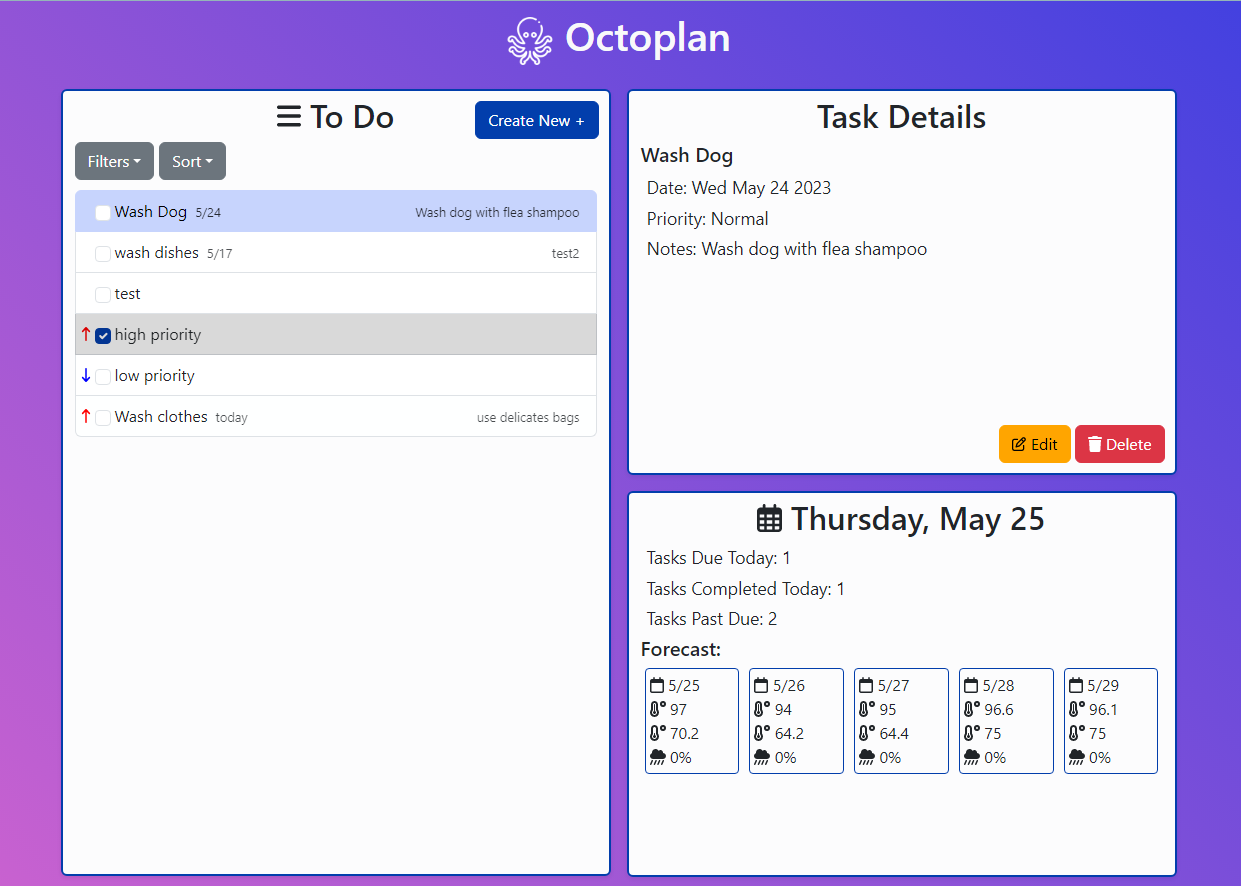 Octoplan
To Do
Create New +
Filters
Sort
Wash Dog 5/24 Wash dog with flea shampoo
wash dishes 5/17 test2
test
high priority
low priority
Wash clothes today use delicates bags
Task Details
Wash Dog
Date: Wed May 24 2023
Priority: Normal
Notes: Wash dog with flea shampoo
Edit
Delete
Thursday, May 25
Tasks Due Today: 1
Tasks Completed Today: 1
Tasks Past Due: 2
Forecast:
5/25
97
70.2
0%
5/26
94
64.2
0%
5/27
95
64.4
0%
5/28
96.6
75
0%
5/29
96.1
75
0%